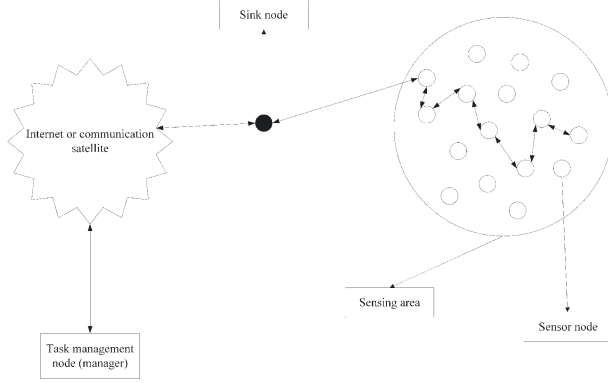 Sink node
Internet or communication
satellite
Sensing area
Sensor node
Task management
node (manager)